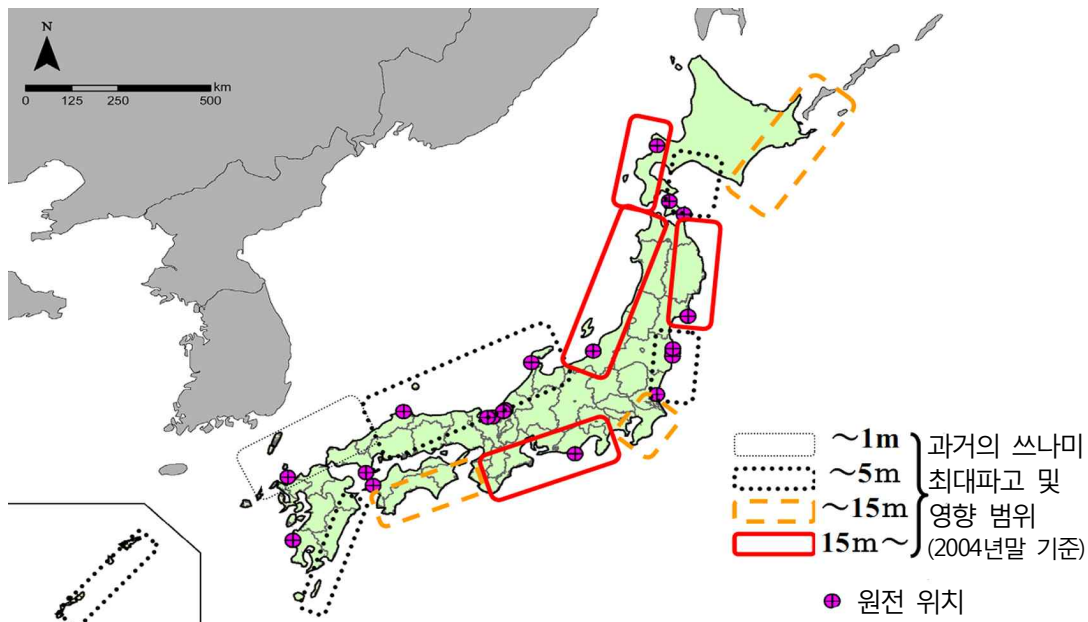 N
km
0 125 250 500
~1m
~5m
~15m
15m~
과거의 쓰나미
최대파고 및
영향 범위
(2004년말 기준)
원전 위치